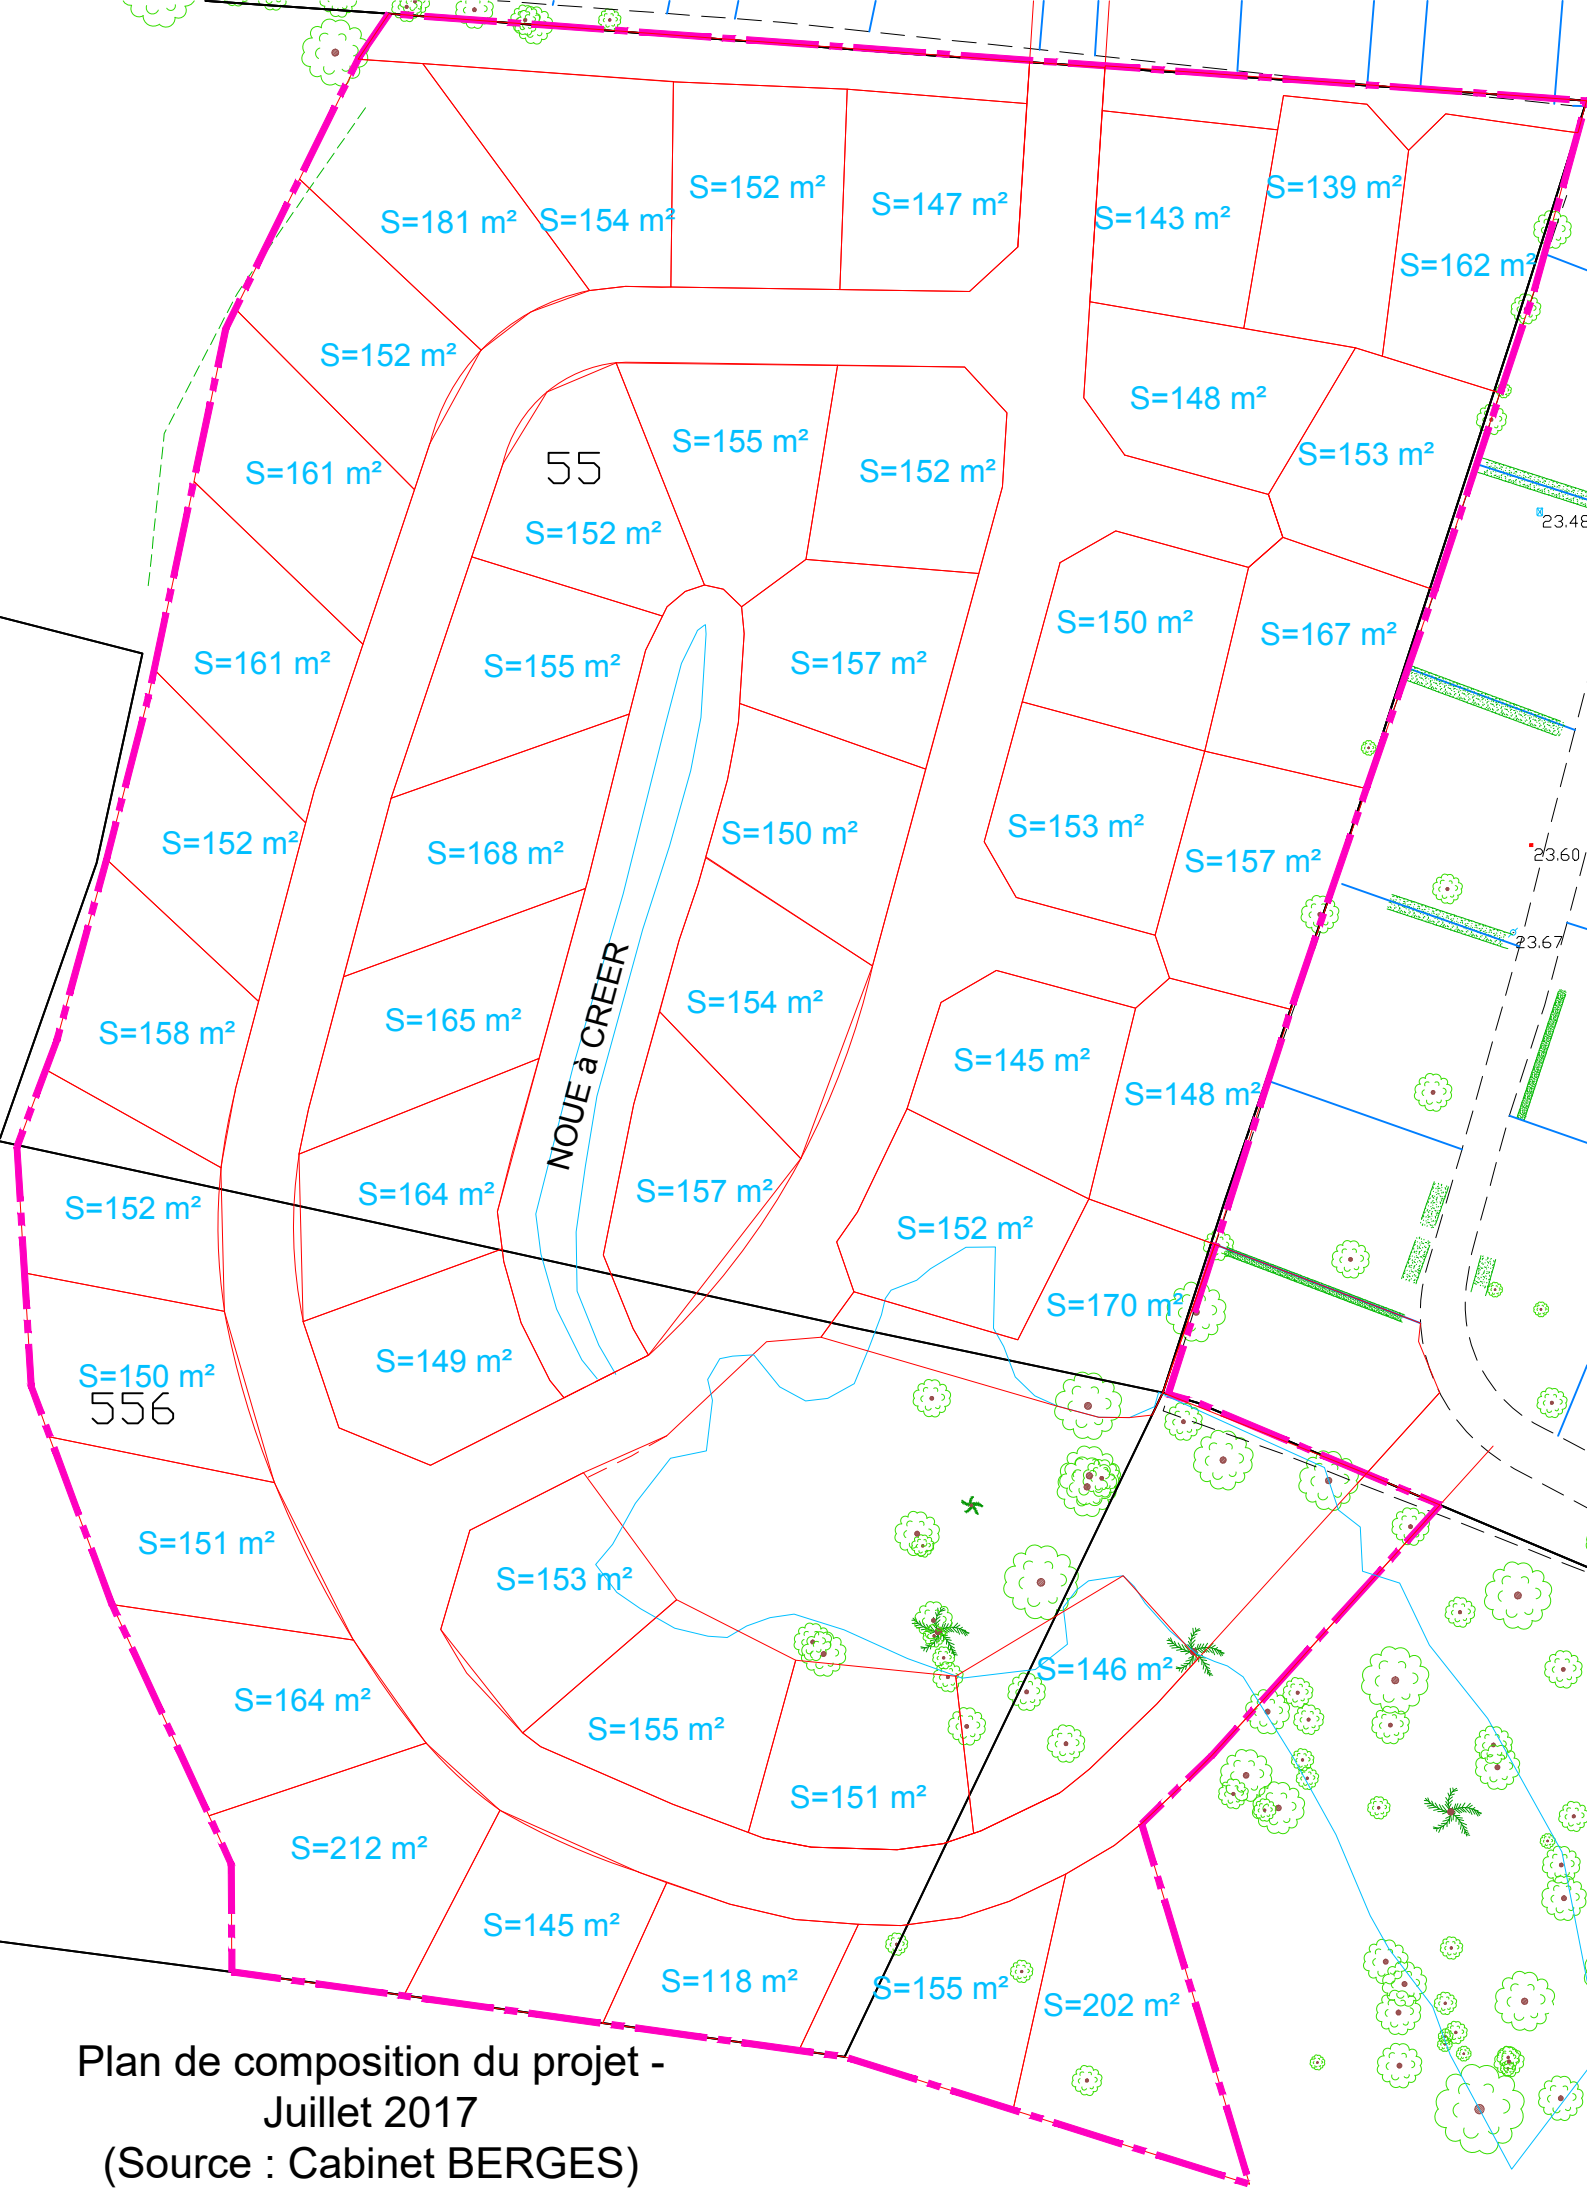 S=152 m²
S=139 m²
S=147 m²
S=181 m²
S=154 m²
S=143 m²
S=162 m²
S=152 m²
S=148 m²
S=155 m²
S=153 m²
S=161 m²
55
S=152 m²
S=152 m²
23.48
S=150 m²
S=167 m²
S=161 m²
S=155 m²
S=157 m²
S=152 m²
S=168 m²
S=150 m²
S=153 m²
S=157 m²
23.60
23.67
S=158 m²
S=165 m²
NOUE à CREER
S=154 m²
S=145 m²
S=148 m²
S=152 m²
S=164 m²
S=157 m²
S=152 m²
S=170 m²
S=150 m²
556
S=149 m²
S=151 m²
S=153 m²
S=164 m²
S=155 m²
S=146 m²
S=151 m²
S=212 m²
S=145 m²
S=118 m²
S=155 m²
S=202 m²
Plan de composition du projet -
Juillet 2017
(Source : Cabinet BERGES)